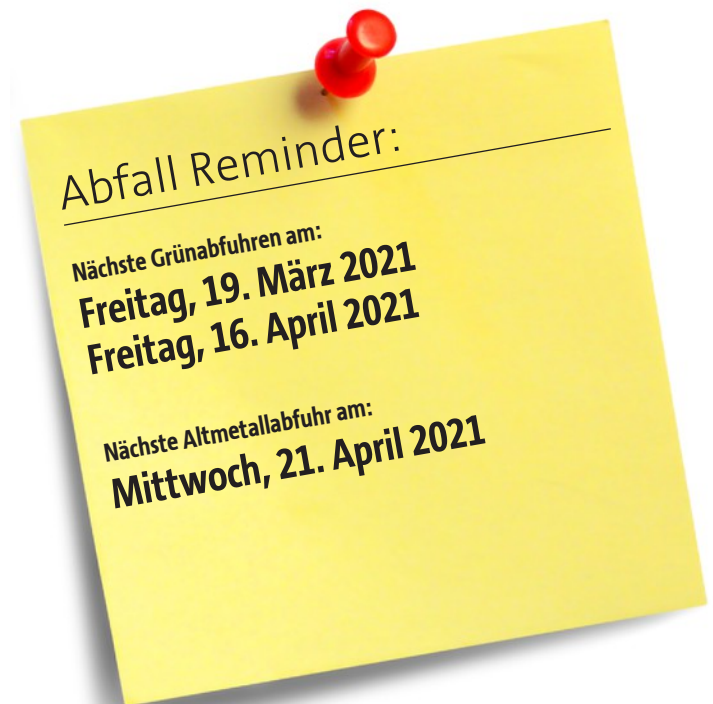 Abfall Reminder:
Nächste Grünabfuhren am:
Freitag, 19. März 2021
Freitag, 16. April 2021
Nächste Altmetallabfuhr am:
Mittwoch, 21. April 2021